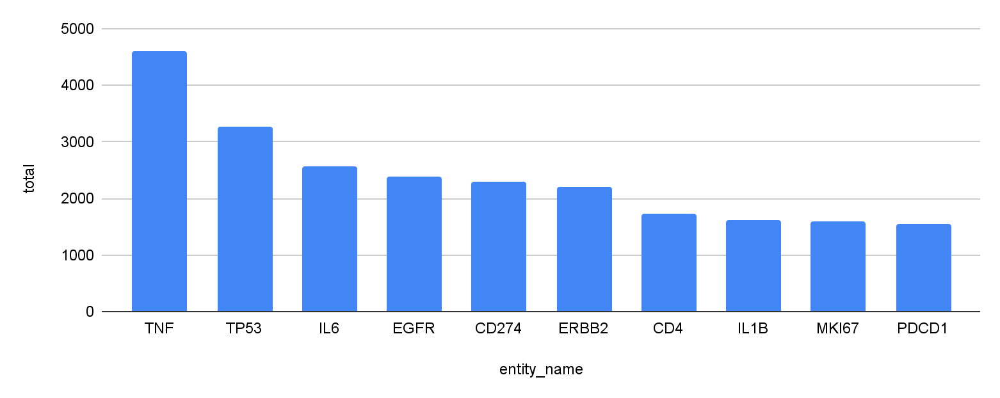 5000
4000
3000
2000
1000
0
total
TNF TP53 IL6 EGFR CD274 ERBB2 CD4 IL1B MKI67 PDCD1
entity_name